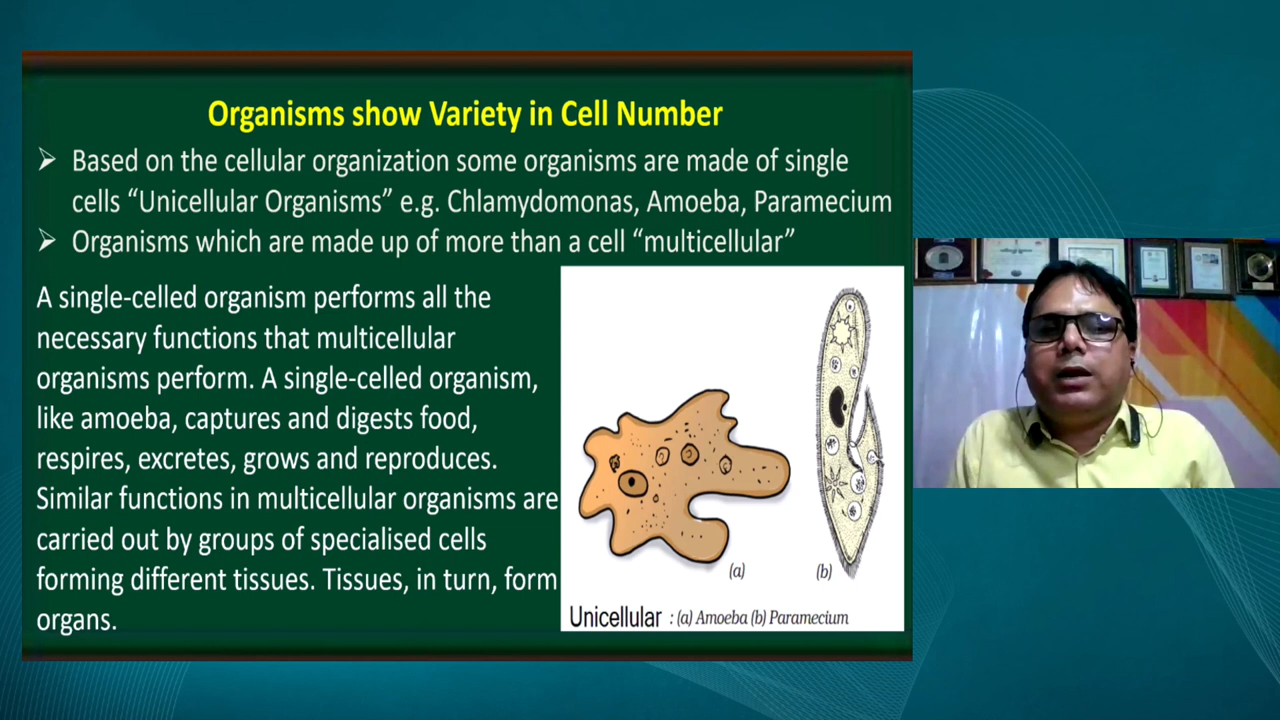 Organisms show Variety in Cell Number
➢ Based on the cellular organization some organisms are made of single
cells “Unicellular Organisms” e.g. Chlamydomonas, Amoeba, Paramecium
➢ Organisms which are made up of more than a cell “multicellular”
A single-celled organism performs all the
necessary functions that multicellular
organisms perform. A single-celled organism,
like amoeba, captures and digests food,
respires, excretes, grows and reproduces.
Similar functions in multicellular organisms are
carried out by groups of specialised cells
forming different tissues. Tissues, in turn, form
organs.
(a) (b)
Unicellular : (a) Amoeba (b) Paramecium